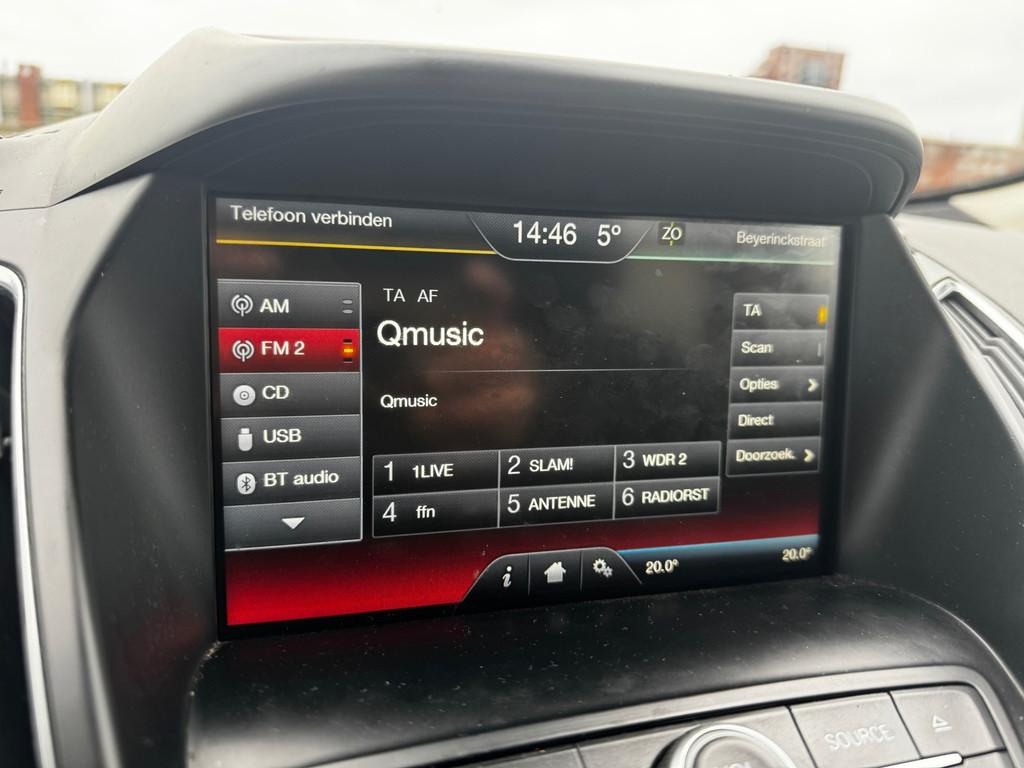 Telefoon verbinden
14:46 5°
ZO
Beyerinckstraat
AM
FM 2
CD
USB
BT audio
TA AF
Qmusic
Qmusic
1 1LIVE
2 SLAM!
3 WDR 2
4 ffn
5 ANTENNE
6 RADIORST
TA
Scan
Opties
Direct
Doorzoek.
i
20.0°
20.0°
SOURCE
VOL